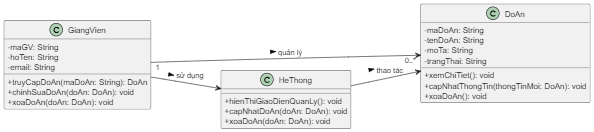 GiangVien
-maGV: String
-hoTen: String
-email: String
+truyCapDoAn(maDoAn: String): DoAn
+chinhSuaDoAn(doAn: DoAn): void
+xoaDoAn(doAn: DoAn): void
quản lý
1
0..
sử dụng
HeThong
+hienThiGiaoDienQuanLy(): void
+capNhatDoAn(doAn: DoAn): void
+xoaDoAn(doAn: DoAn): void
thao tác
DoAn
-maDoAn: String
-tenDoAn: String
-moTa: String
-trangThai: String
+xemChiTiet(): void
+capNhatThongTin(thongTinMoi: DoAn): void
+xoaDoAn(): void